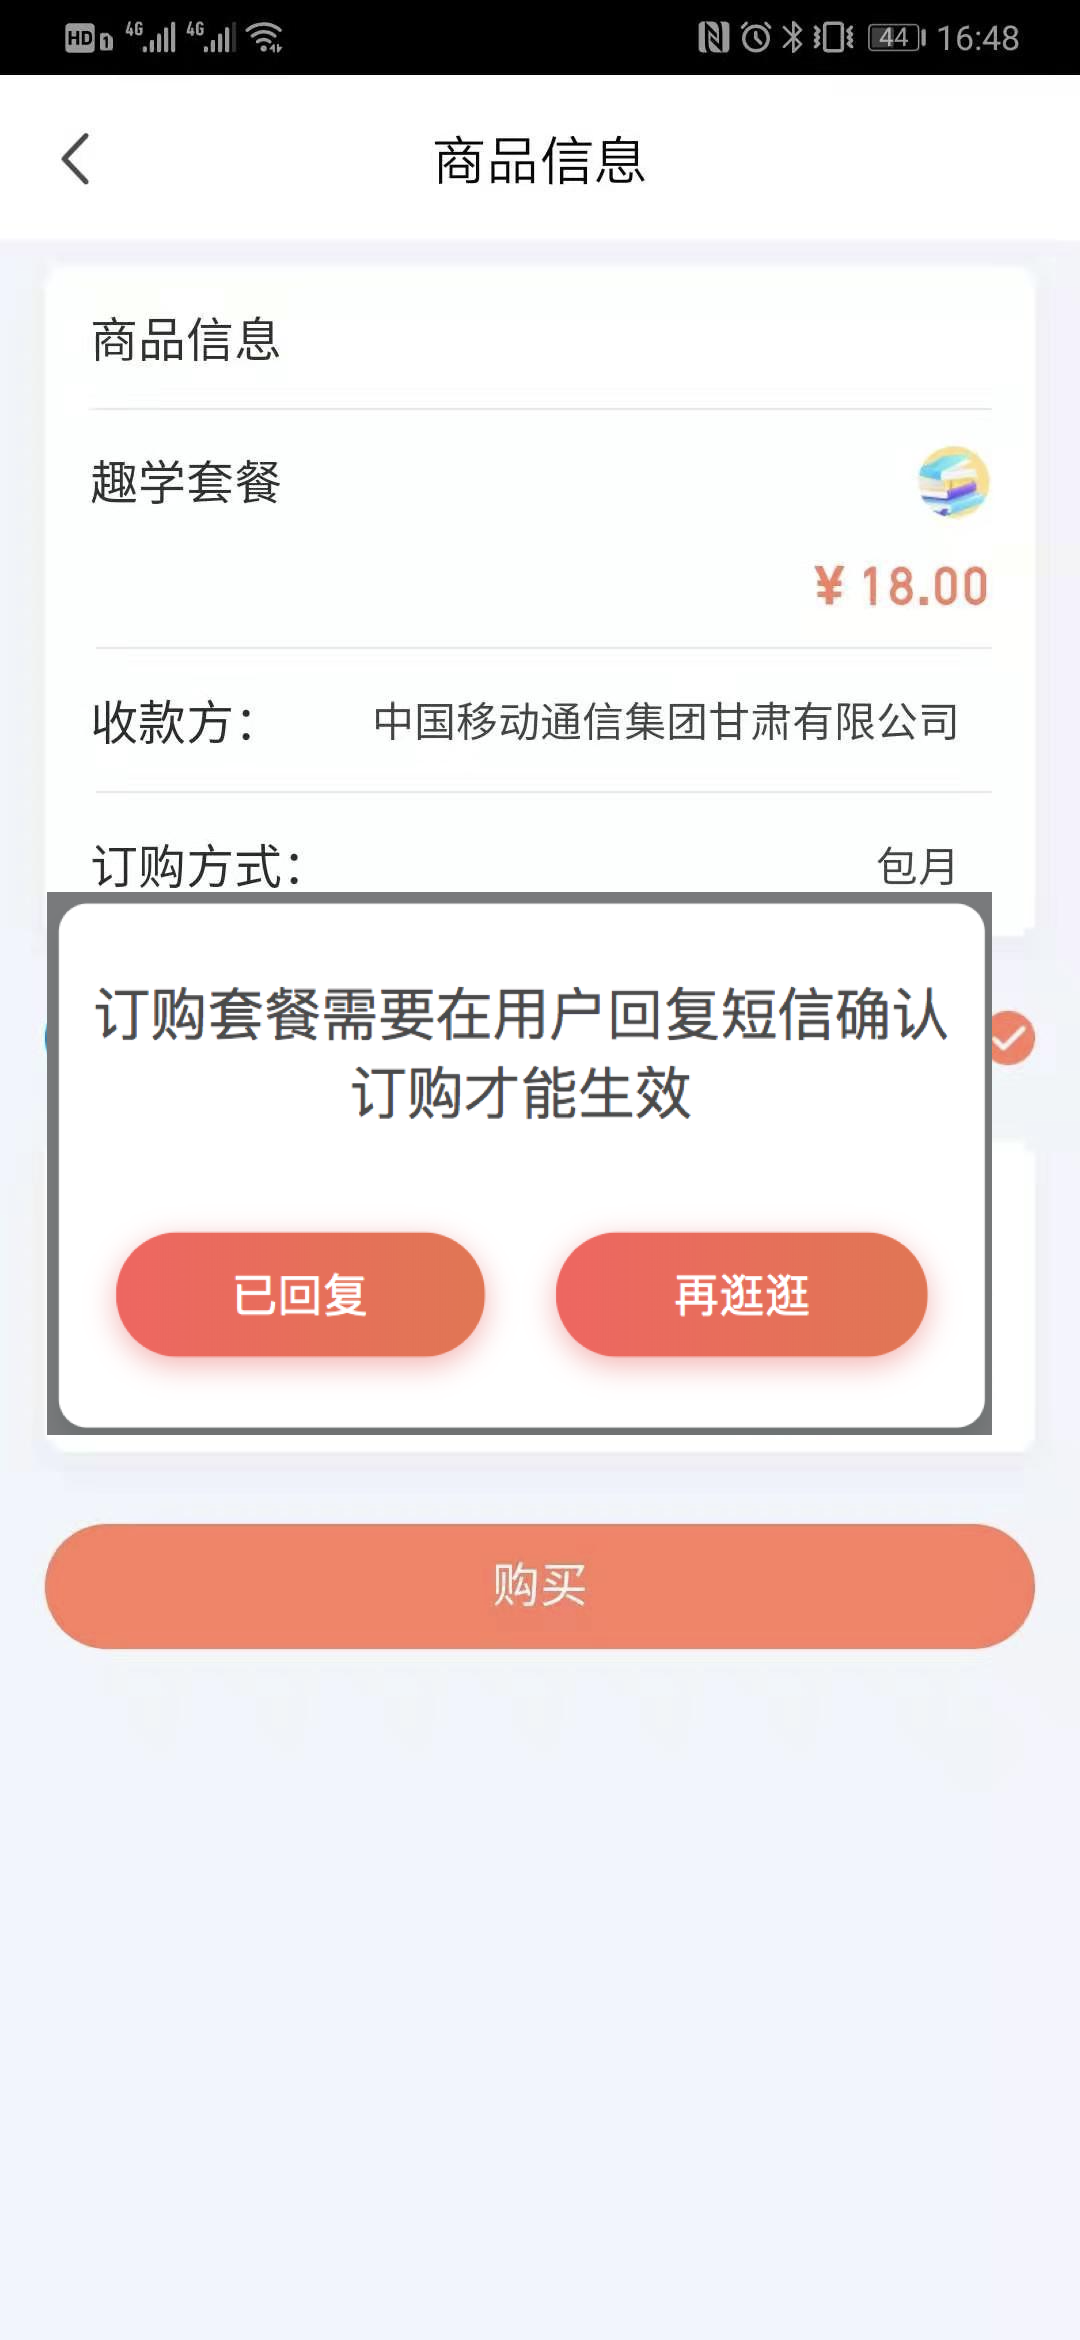 HD 1 4G 4G 44 16:48
商品信息
商品信息
趣学套餐
¥ 18.00
收款方： 中国移动通信集团甘肃有限公司
订购方式： 包月
订购套餐需要在用户回复短信确认
订购才能生效
已回复 再逛逛
购买